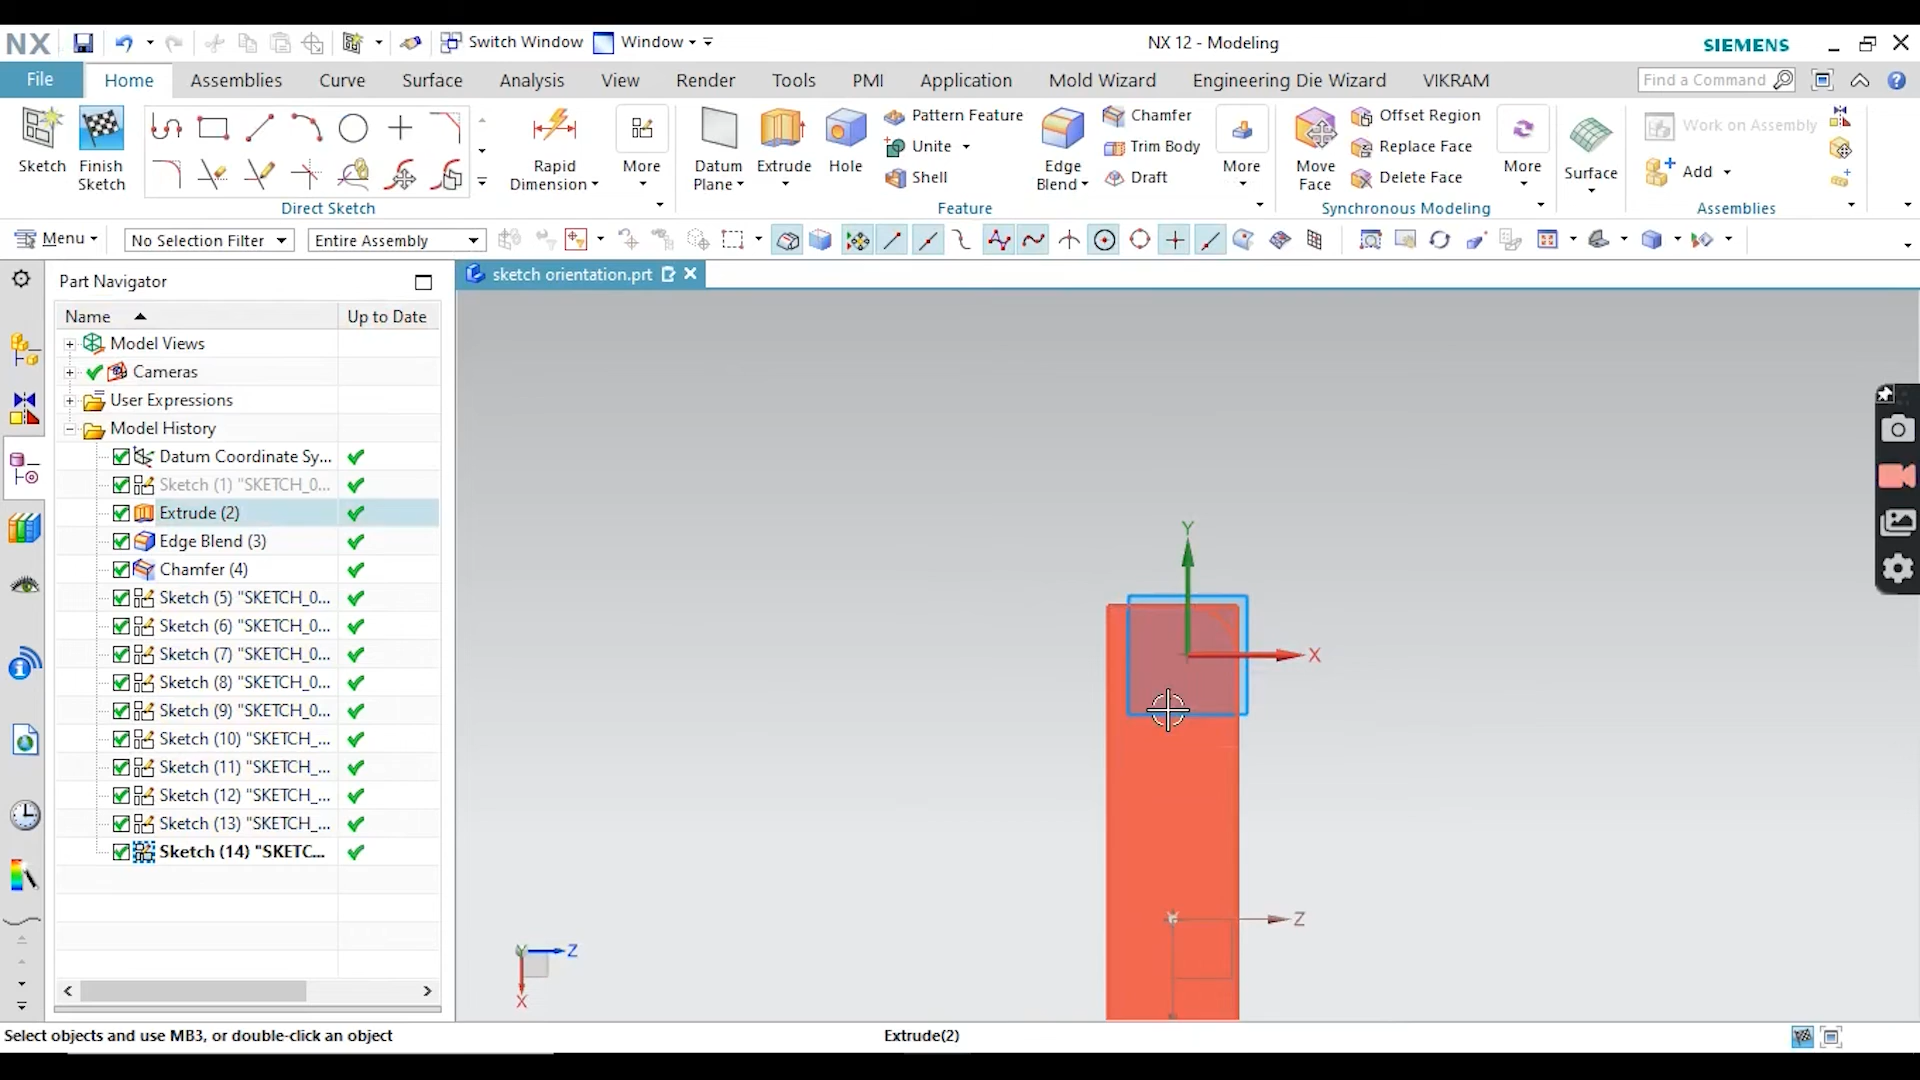 NX Switch Window Window NX 12 - Modeling SIEMENS
File Home Assemblies Curve Surface Analysis View Render Tools PMI Application Mold Wizard Engineering Die Wizard VIKRAM Find a Command
Sketch Finish Sketch
Direct Sketch
Rapid Dimension More
Datum Plane Extrude Hole
Pattern Feature
Unite
Shell
Edge Blend
Chamfer
Trim Body
Draft
More
Feature
Move Face
Offset Region
Replace Face
Delete Face
More
Synchronous Modeling
Surface
Work on Assembly
Add
Assemblies
Menu No Selection Filter Entire Assembly
Part Navigator
sketch orientation.prt
Name Up to Date
Model Views
Cameras
User Expressions
Model History
Datum Coordinate Sy...
Sketch (1) "SKETCH_0...
Extrude (2)
Edge Blend (3)
Chamfer (4)
Sketch (5) "SKETCH_0...
Sketch (6) "SKETCH_0...
Sketch (7) "SKETCH_0...
Sketch (8) "SKETCH_0...
Sketch (9) "SKETCH_0...
Sketch (10) "SKETCH_...
Sketch (11) "SKETCH_...
Sketch (12) "SKETCH_...
Sketch (13) "SKETCH_...
Sketch (14) "SKETC...
Y
X
Z
Y Z
X
Select objects and use MB3, or double-click an object Extrude(2)